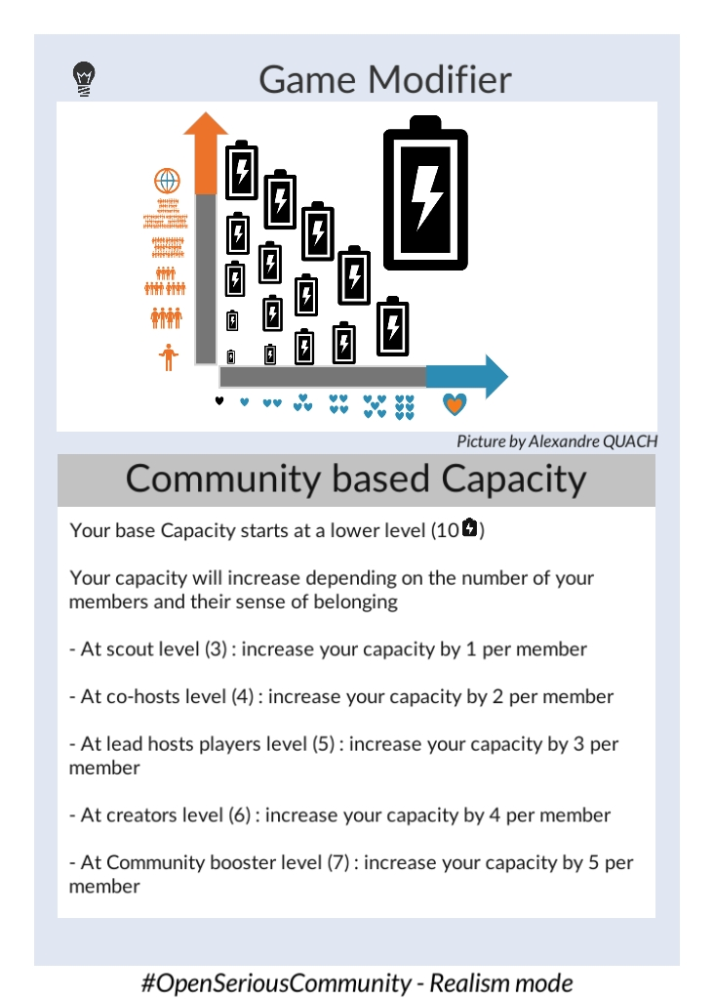 Game Modifier
Picture by Alexandre QUACH
Community based Capacity
Your base Capacity starts at a lower level (10 )
Your capacity will increase depending on the number of your
members and their sense of belonging
- At scout level (3) : increase your capacity by 1 per member
- At co-hosts level (4) : increase your capacity by 2 per member
- At lead hosts players level (5) : increase your capacity by 3 per
member
- At creators level (6) : increase your capacity by 4 per member
- At Community booster level (7) : increase your capacity by 5 per
member
#OpenSeriousCommunity - Realism mode